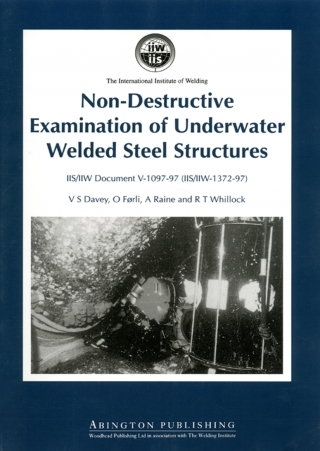 iiw
iis
The International Institute of Welding
Non-Destructive
Examination of Underwater
Welded Steel Structures
IIS/IIW Document V-1097-97 (IIS/IIW-1372-97)
V S Davey, O Førli, A Raine and R T Whillock
ABINGTON PUBLISHING
Woodhead Publishing Ltd in association with The Welding Institute